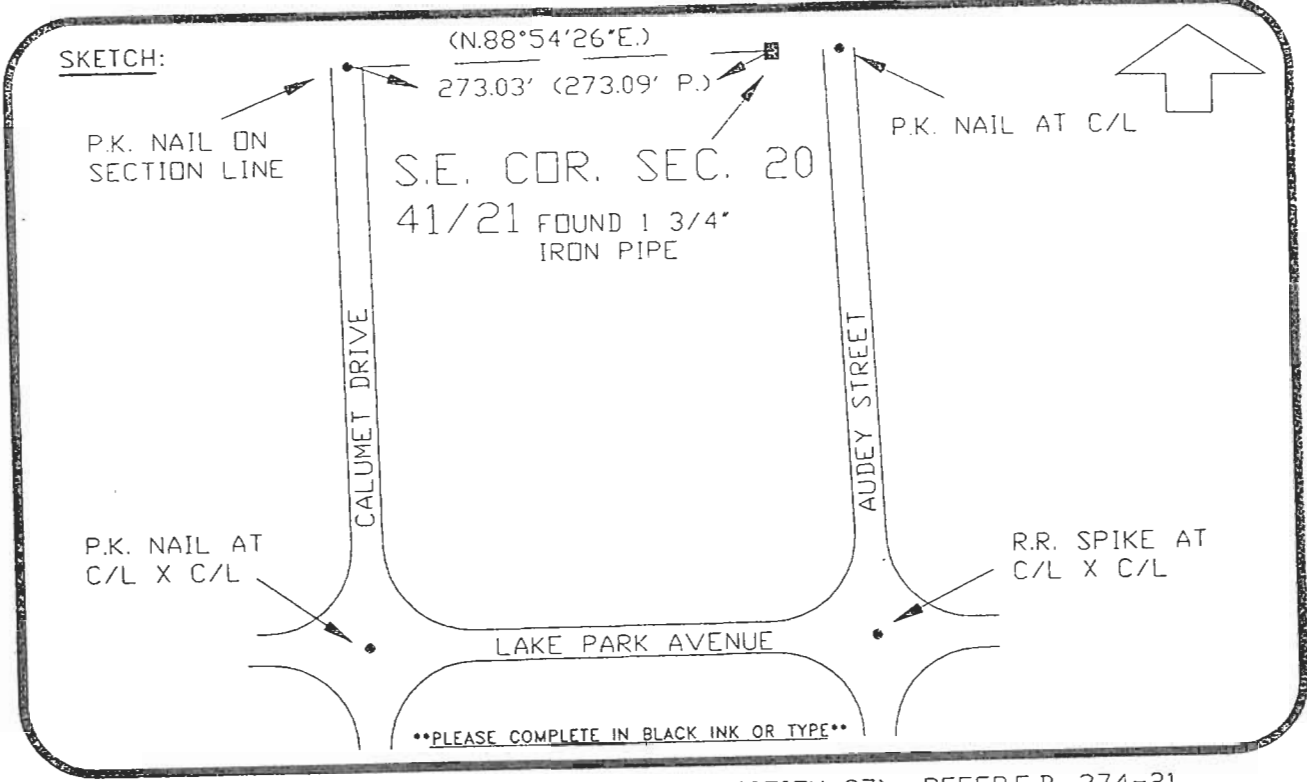 SKETCH:
(N.88°54'26"E.)
273.03' (273.09' P.)
P.K. NAIL ON
SECTION LINE
P.K. NAIL AT C/L
S.E. COR. SEC. 20
41/21 FOUND 1 3/4"
IRON PIPE
CALUMET DRIVE
AUDEY STREET
P.K. NAIL AT
C/L X C/L
R.R. SPIKE AT
C/L X C/L
LAKE PARK AVENUE
**PLEASE COMPLETE IN BLACK INK OR TYPE**
274-31